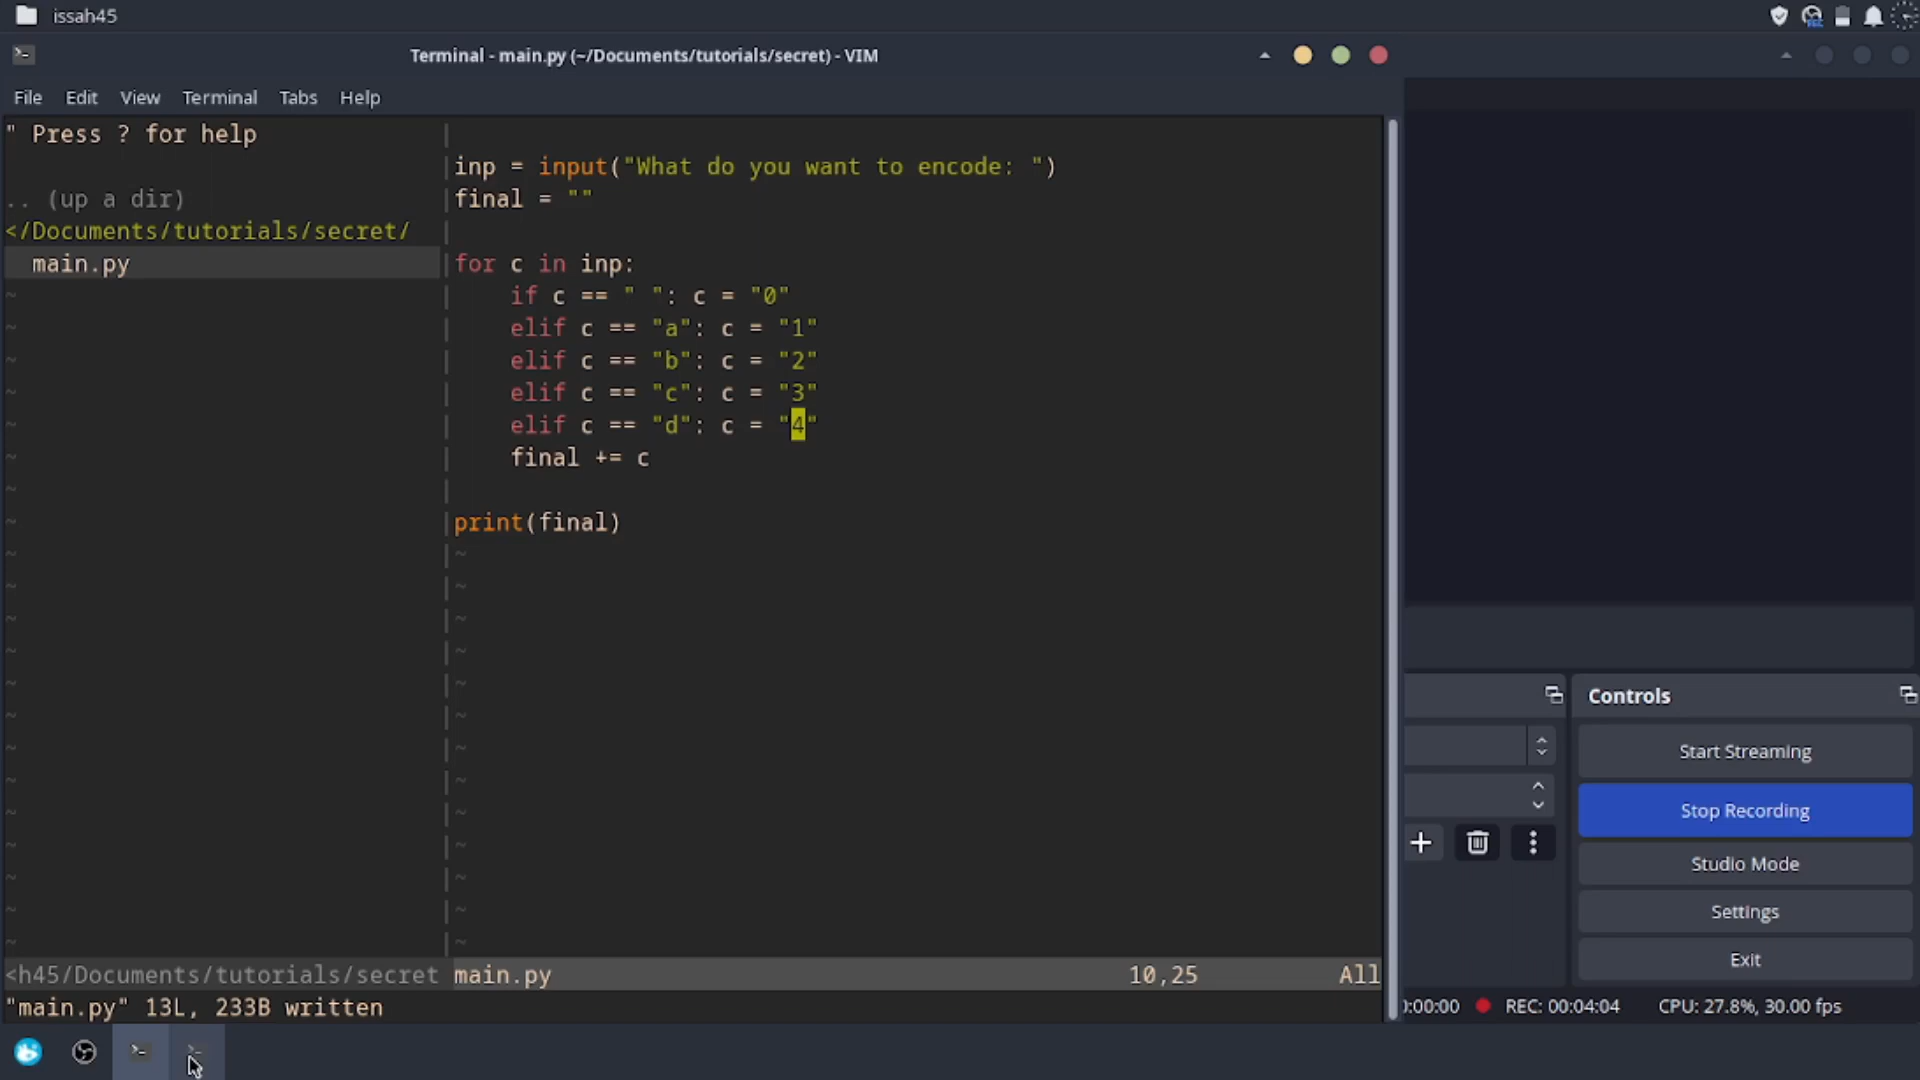 issah45
Terminal - main.py (~/Documents/tutorials/secret) - VIM
File Edit View Terminal Tabs Help
" Press ? for help
.. (up a dir)
</Documents/tutorials/secret/
main.py
inp = input("What do you want to encode: ")
final = ""
for c in inp:
    if c == " ": c = "0"
    elif c == "a": c = "1"
    elif c == "b": c = "2"
    elif c == "c": c = "3"
    elif c == "d": c = "4"
    final += c
print(final)
<h45/Documents/tutorials/secret main.py 10,25 All
"main.py" 13L, 233B written
Controls
Start Streaming
Stop Recording
Studio Mode
Settings
Exit
0:00:00 REC: 00:04:04 CPU: 27.8%, 30.00 fps